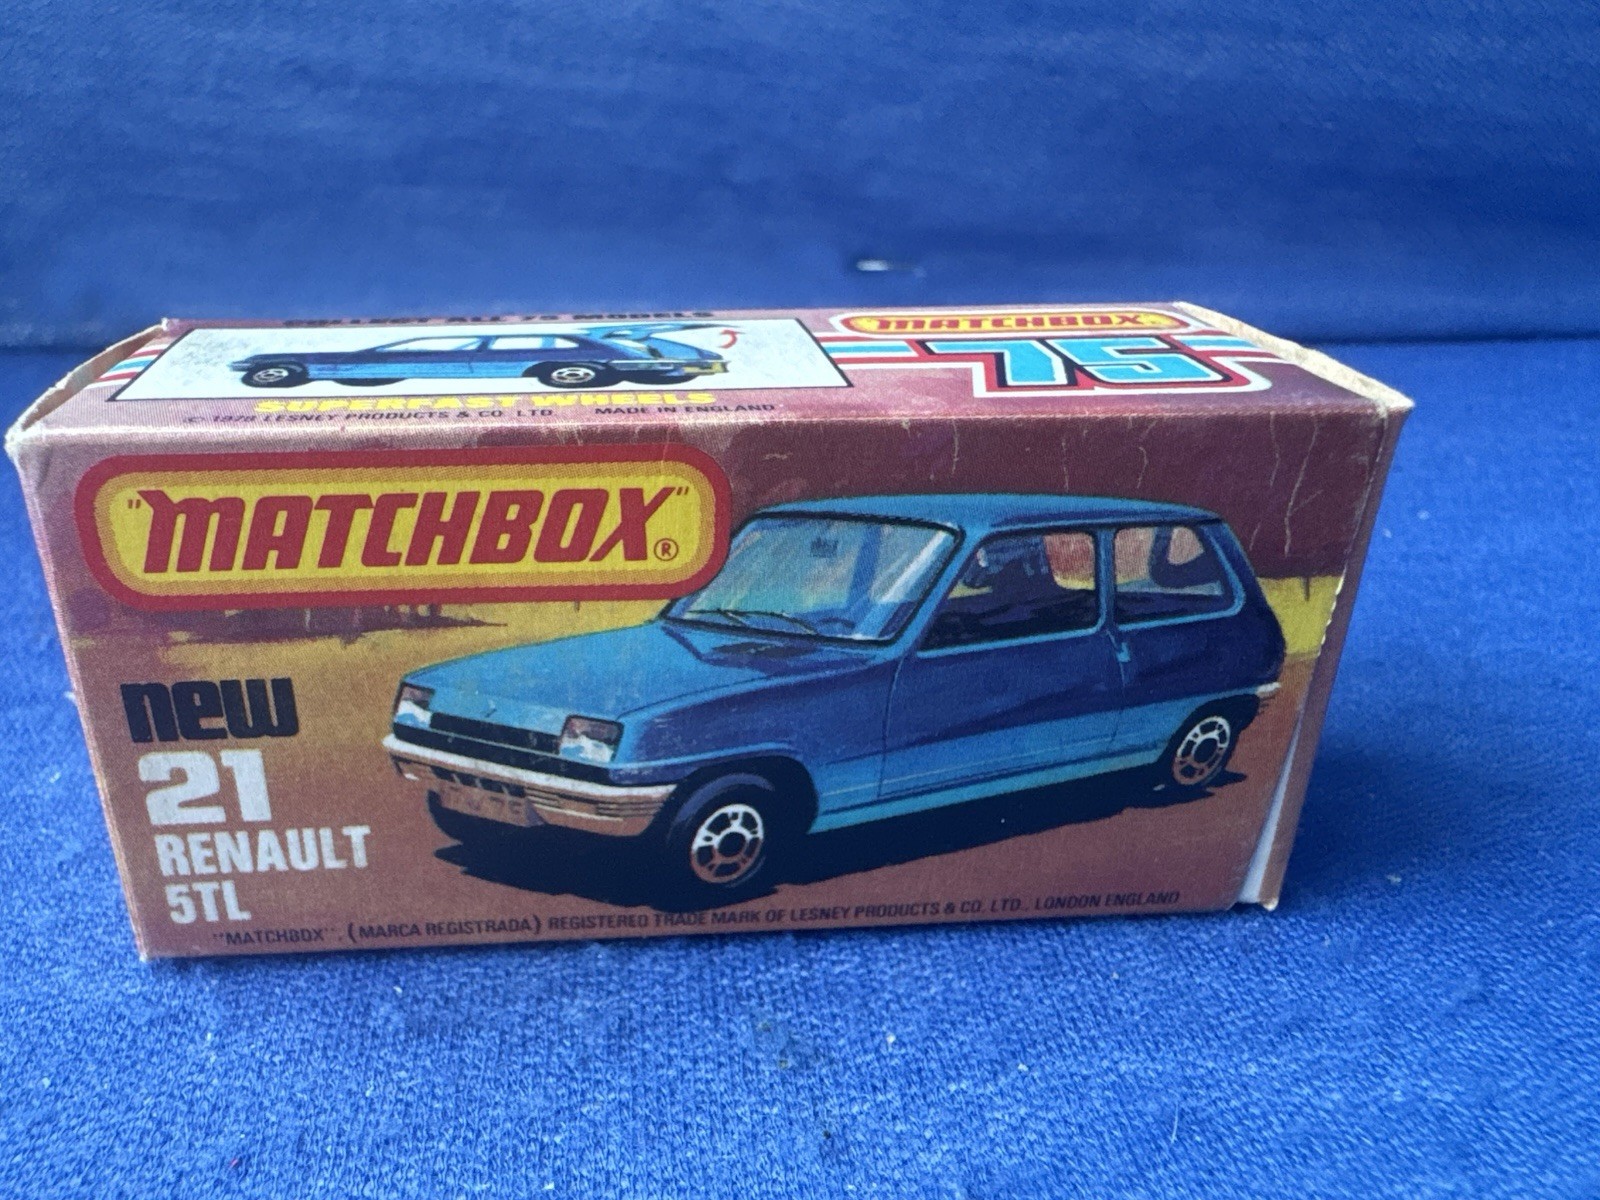 COLLECT ALL 75 MODELS
"MATCHBOX"
75
SUPERFAST WHEELS
© 1978 LESNEY PRODUCTS & CO. LTD. MADE IN ENGLAND
"MATCHBOX"®
new
21
RENAULT
5TL
"MATCHBOX". (MARCA REGISTRADA) REGISTERED TRADE MARK OF LESNEY PRODUCTS & CO. LTD., LONDON ENGLAND